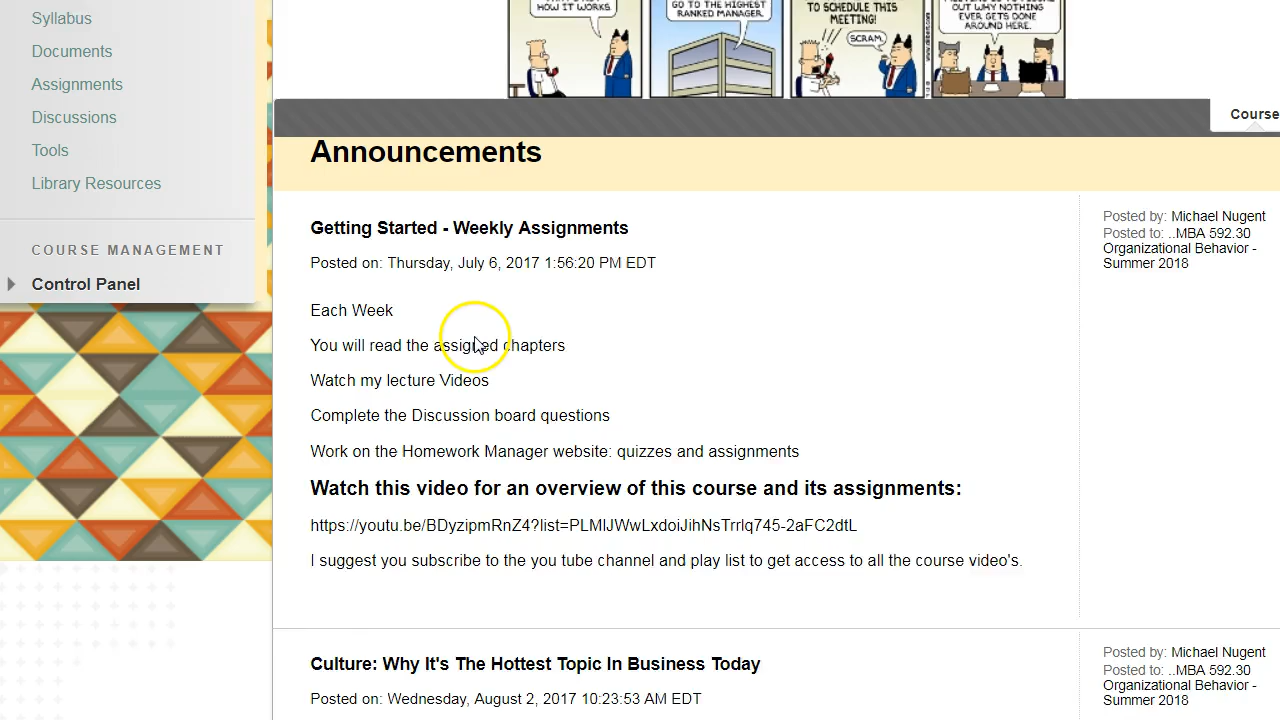 Syllabus
Documents
Assignments
Discussions
Tools
Library Resources
COURSE MANAGEMENT
Control Panel
HOW IT WORKS.
GO TO THE HIGHEST
RANKED MANAGER.
TO SCHEDULE THIS
MEETING!
SCRAM.
OUT WHY NOTHING
EVER GETS DONE
AROUND HERE.
Course
Announcements
Getting Started - Weekly Assignments
Posted on: Thursday, July 6, 2017 1:56:20 PM EDT
Each Week
You will read the assigned chapters
Watch my lecture Videos
Complete the Discussion board questions
Work on the Homework Manager website: quizzes and assignments
Watch this video for an overview of this course and its assignments:
https://youtu.be/BDyzipmRnZ4?list=PLMlJWwLxdoiJihNsTrrlq745-2aFC2dtL
I suggest you subscribe to the you tube channel and play list to get access to all the course video's.
Posted by: Michael Nugent
Posted to: ..MBA 592.30
Organizational Behavior -
Summer 2018
Culture: Why It's The Hottest Topic In Business Today
Posted on: Wednesday, August 2, 2017 10:23:53 AM EDT
Posted by: Michael Nugent
Posted to: ..MBA 592.30
Organizational Behavior -
Summer 2018